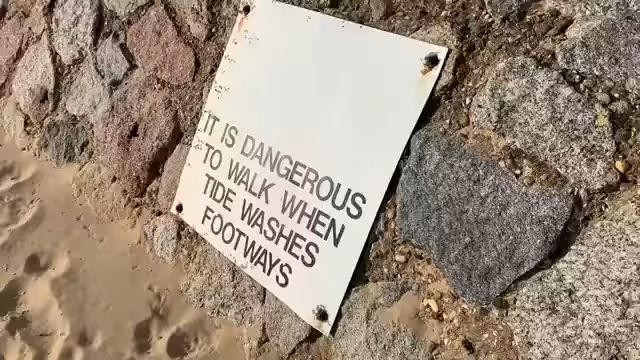 IT IS DANGEROUS
TO WALK WHEN
TIDE WASHES
FOOTWAYS